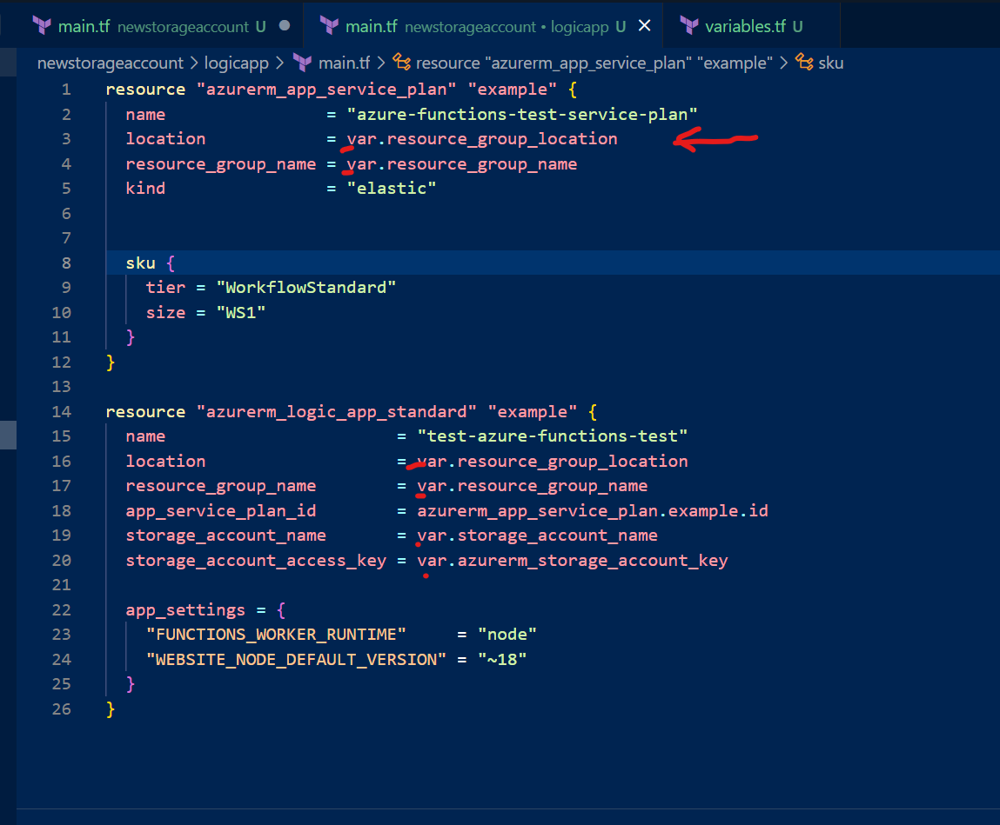 main.tf newstorageaccount U main.tf newstorageaccount • logicapp U variables.tf U
newstorageaccount > logicapp > main.tf > resource "azurerm_app_service_plan" "example" > sku
1 resource "azurerm_app_service_plan" "example" {
2 name = "azure-functions-test-service-plan"
3 location = var.resource_group_location
4 resource_group_name = var.resource_group_name
5 kind = "elastic"
6
7
8 sku {
9 tier = "WorkflowStandard"
10 size = "WS1"
11 }
12 }
13
14 resource "azurerm_logic_app_standard" "example" {
15 name = "test-azure-functions-test"
16 location = var.resource_group_location
17 resource_group_name = var.resource_group_name
18 app_service_plan_id = azurerm_app_service_plan.example.id
19 storage_account_name = var.storage_account_name
20 storage_account_access_key = var.azurerm_storage_account_key
21
22 app_settings = {
23 "FUNCTIONS_WORKER_RUNTIME" = "node"
24 "WEBSITE_NODE_DEFAULT_VERSION" = "~18"
25 }
26 }